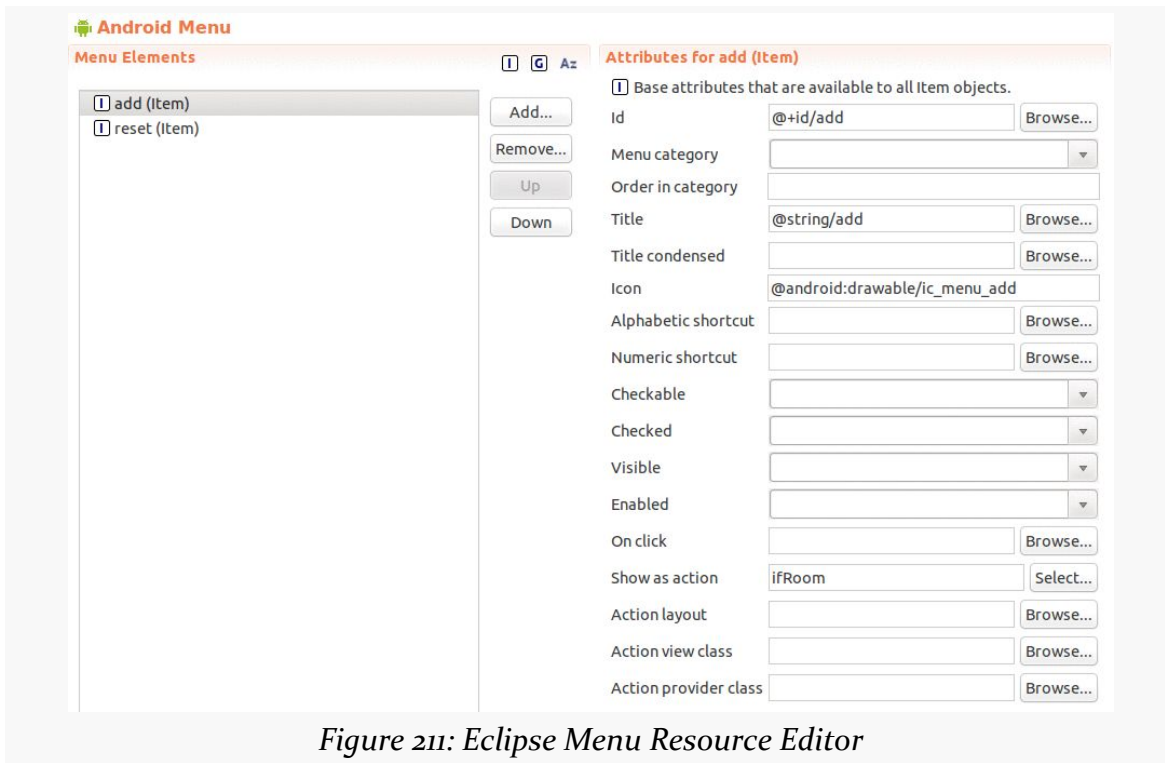 Android Menu
Menu Elements
I G Az
I add (Item)
I reset (Item)
Add...
Remove...
Up
Down
Attributes for add (Item)
I Base attributes that are available to all Item objects.
Id @+id/add Browse...
Menu category
Order in category
Title @string/add Browse...
Title condensed Browse...
Icon @android:drawable/ic_menu_add
Alphabetic shortcut Browse...
Numeric shortcut Browse...
Checkable
Checked
Visible
Enabled
On click Browse...
Show as action ifRoom Select...
Action layout Browse...
Action view class Browse...
Action provider class Browse...
Figure 211: Eclipse Menu Resource Editor